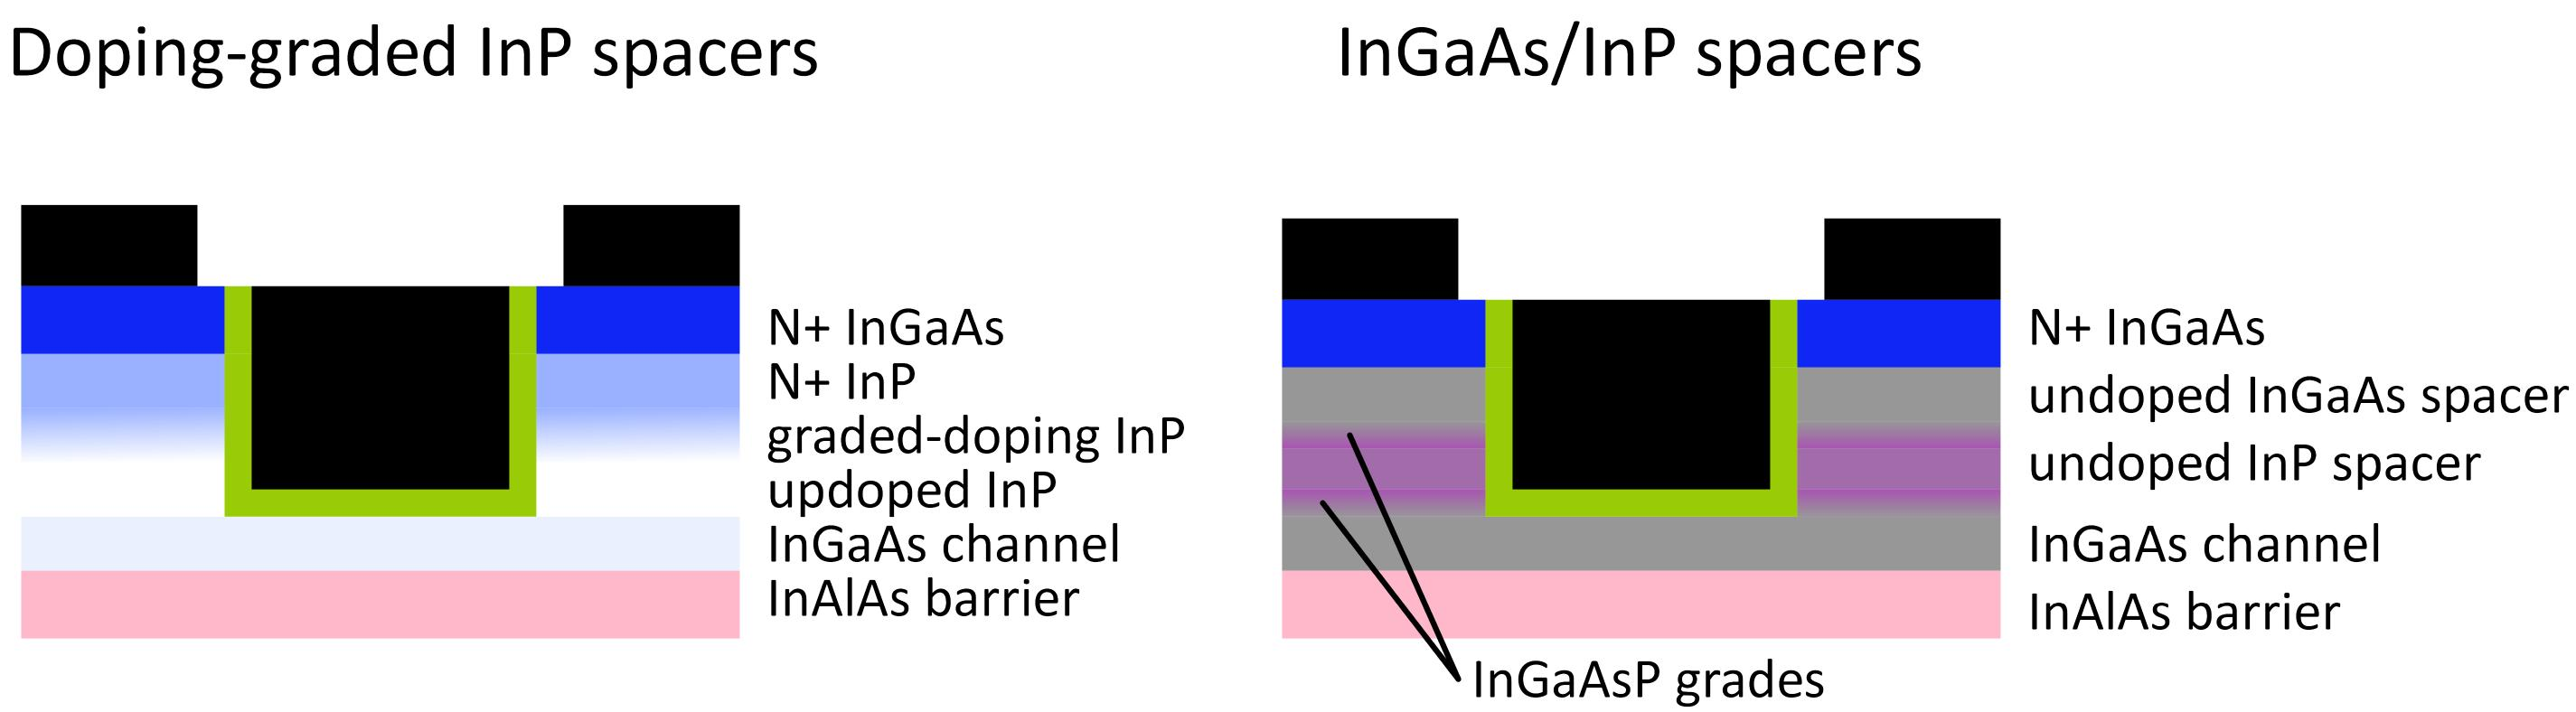 Doping-graded InP spacers
N+ InGaAs
N+ InP
graded-doping InP
updoped InP
InGaAs channel
InAlAs barrier
InGaAs/InP spacers
N+ InGaAs
undoped InGaAs spacer
undoped InP spacer
InGaAs channel
InAlAs barrier
InGaAsP grades